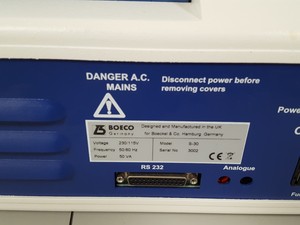 DANGER A.C.
MAINS
Disconnect power before
removing covers
BOECO
Germany
Designed and Manufactured in the UK
for Boeckel & Co. Hamburg, Germany
Voltage 230/115V
Frequency 50/60 Hz
Power 50 VA
Model S-30
Serial No.
RS 232
Analogue
Powe